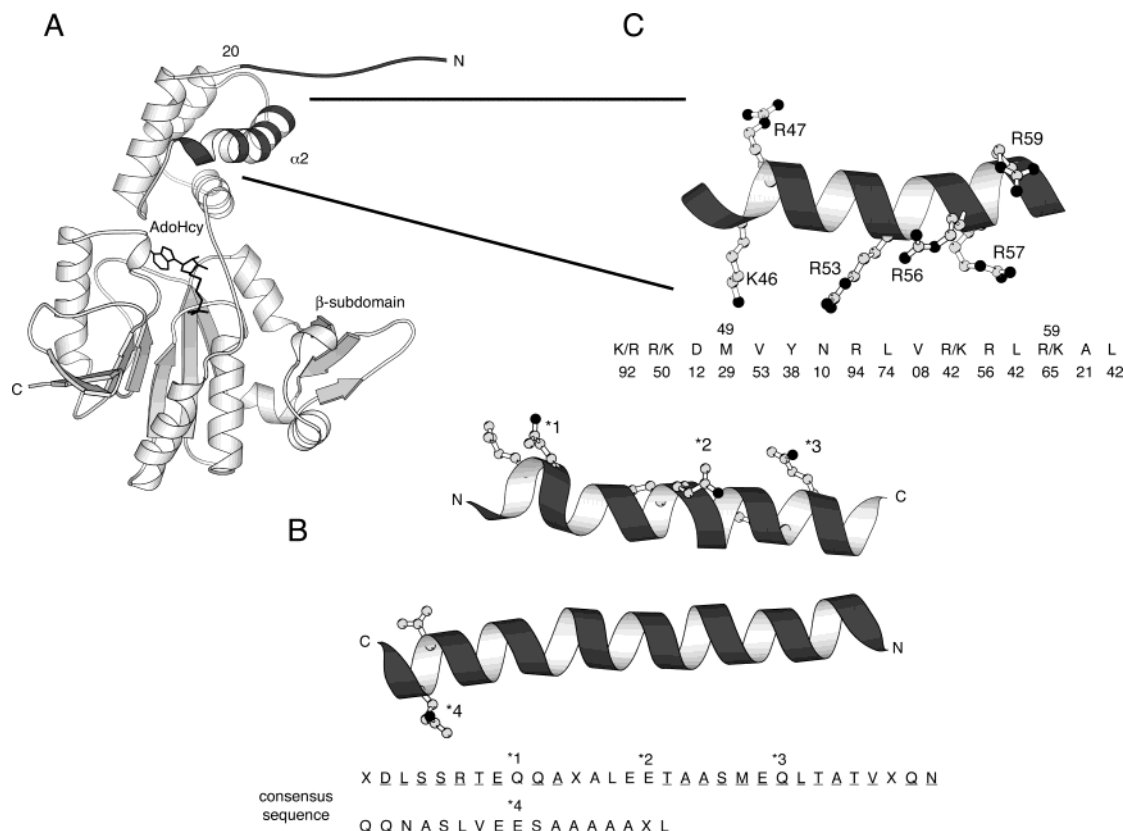 A
20
N
α2
AdoHcy
β-subdomain
C
C
R47
R59
K46
R53
R56
R57
49 59
K/R R/K D M V Y N R L V R/K R L R/K A L
92 50 12 29 53 38 10 94 74 08 42 56 42 65 21 42
B
*1
*2
*3
N
C
C
N
*4
*1 *2 *3
X D L S S R T E Q Q A X A L E E T A A S M E Q L T A T V X Q N
consensus
sequence
*4
Q Q N A S L V E E S A A A A A X L